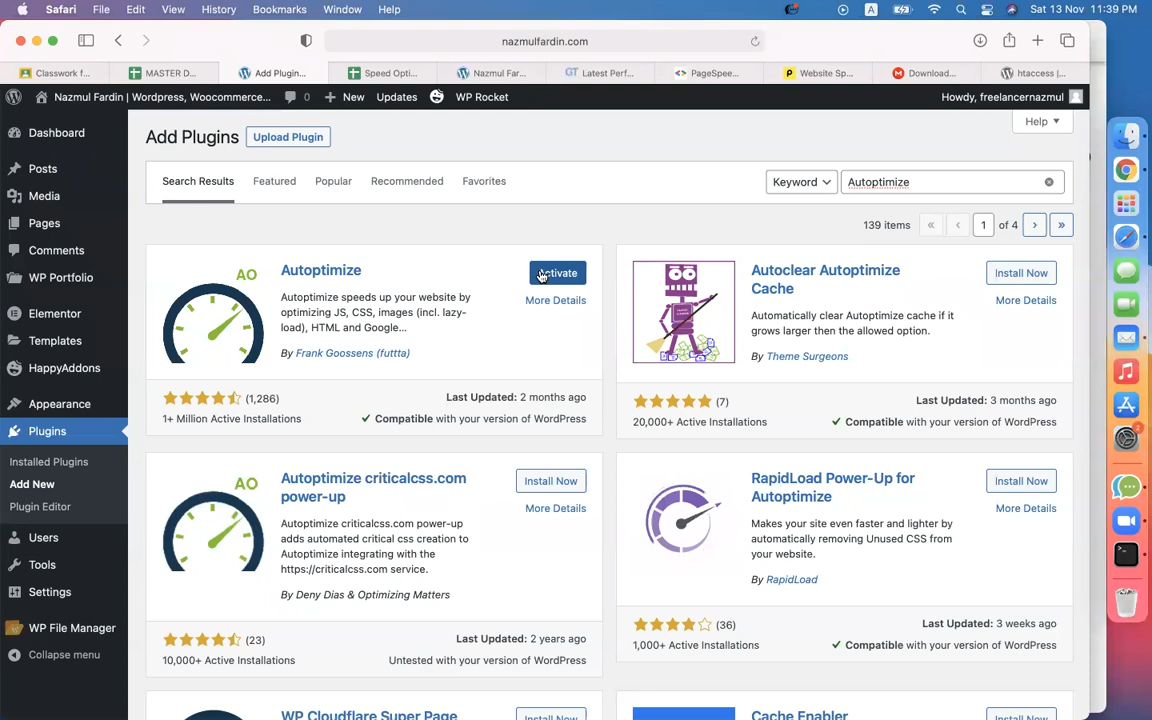 Safari File Edit View History Bookmarks Window Help
A
Sat 13 Nov 11:39 PM
nazmulfardin.com
Classwork f...
MASTER D...
Add Plugin...
Speed Opti...
Nazmul Far...
GT Latest Perf...
PageSpee...
Website Sp...
Download...
htaccess |...
Nazmul Fardin | Wordpress, Woocommerce...
0
New
Updates
WP Rocket
Howdy, freelancernazmul
Dashboard
Posts
Media
Pages
Comments
WP Portfolio
Elementor
Templates
HappyAddons
Appearance
Plugins
Installed Plugins
Add New
Plugin Editor
Users
Tools
Settings
WP File Manager
Collapse menu
Help
Add Plugins Upload Plugin
Search Results Featured Popular Recommended Favorites
Keyword Autoptimize
139 items « ‹ 1 of 4 › »
AO
Autoptimize
Autoptimize speeds up your website by
optimizing JS, CSS, images (incl. lazy-
load), HTML and Google...
By Frank Goossens (futtta)
Activate
More Details
(1,286)
1+ Million Active Installations
Last Updated: 2 months ago
Compatible with your version of WordPress
Autoclear Autoptimize
Cache
Automatically clear Autoptimize cache if it
grows larger then the allowed option.
By Theme Surgeons
Install Now
More Details
(7)
20,000+ Active Installations
Last Updated: 3 months ago
Compatible with your version of WordPress
AO
Autoptimize criticalcss.com
power-up
Autoptimize criticalcss.com power-up
adds automated critical css creation to
Autoptimize integrating with the
https://criticalcss.com service.
By Deny Dias & Optimizing Matters
Install Now
More Details
(23)
10,000+ Active Installations
Last Updated: 2 years ago
Untested with your version of WordPress
RapidLoad Power-Up for
Autoptimize
Makes your site even faster and lighter by
automatically removing Unused CSS from
your website.
By RapidLoad
Install Now
More Details
(36)
1,000+ Active Installations
Last Updated: 3 weeks ago
Compatible with your version of WordPress
WP Cloudflare Super Page
Install Now
Cache Enabler
Install Now
2